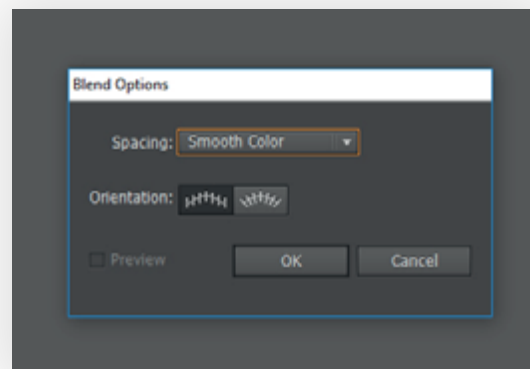 Blend Options
Spacing: Smooth Color
Orientation:
Preview OK Cancel